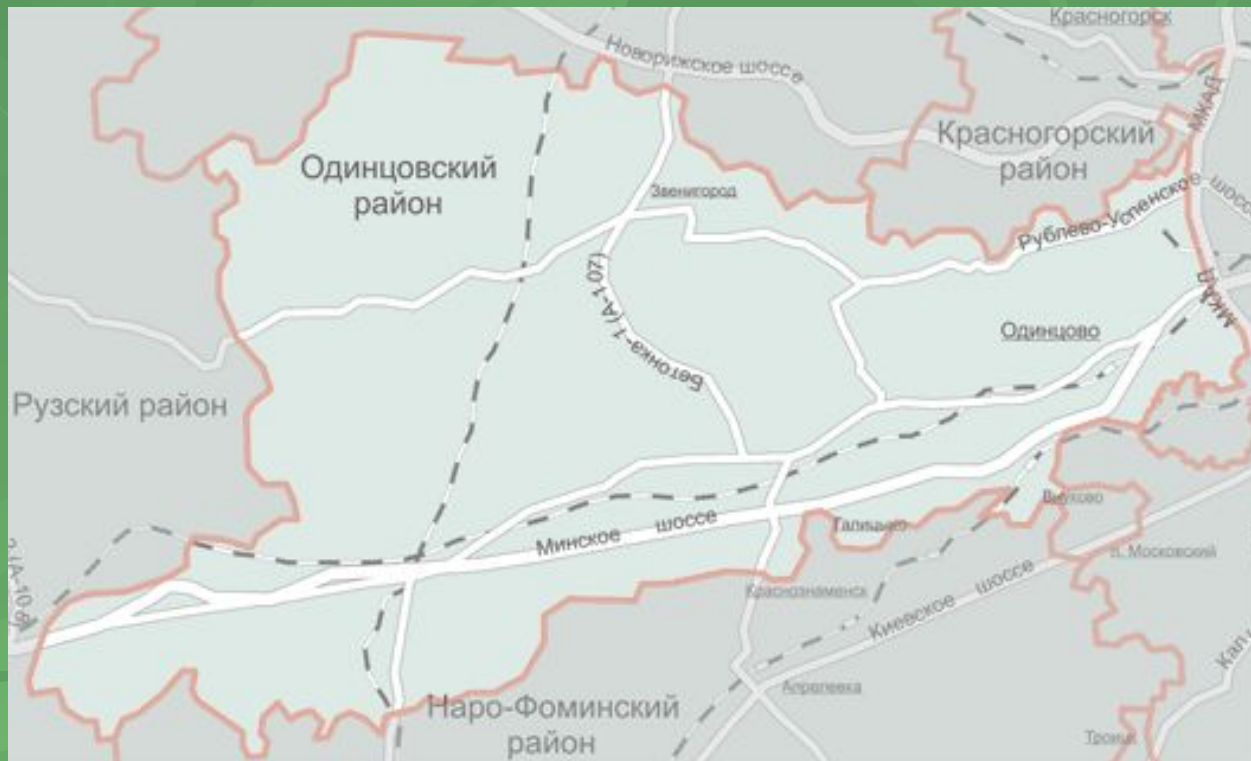 Красногорск
Новорижское шоссе
МКАД
Красногорский
район
Одинцовский
район
Звенигород
Рублево-Успенское шоссе
Бетонка-1 (А-107)
МКАД
Одинцово
Рузский район
Минское шоссе
Галицыно
Внуково
п. Московский
Краснознаменск
Киевское шоссе
Апрелевка
Наро-Фоминский
район
Троицк